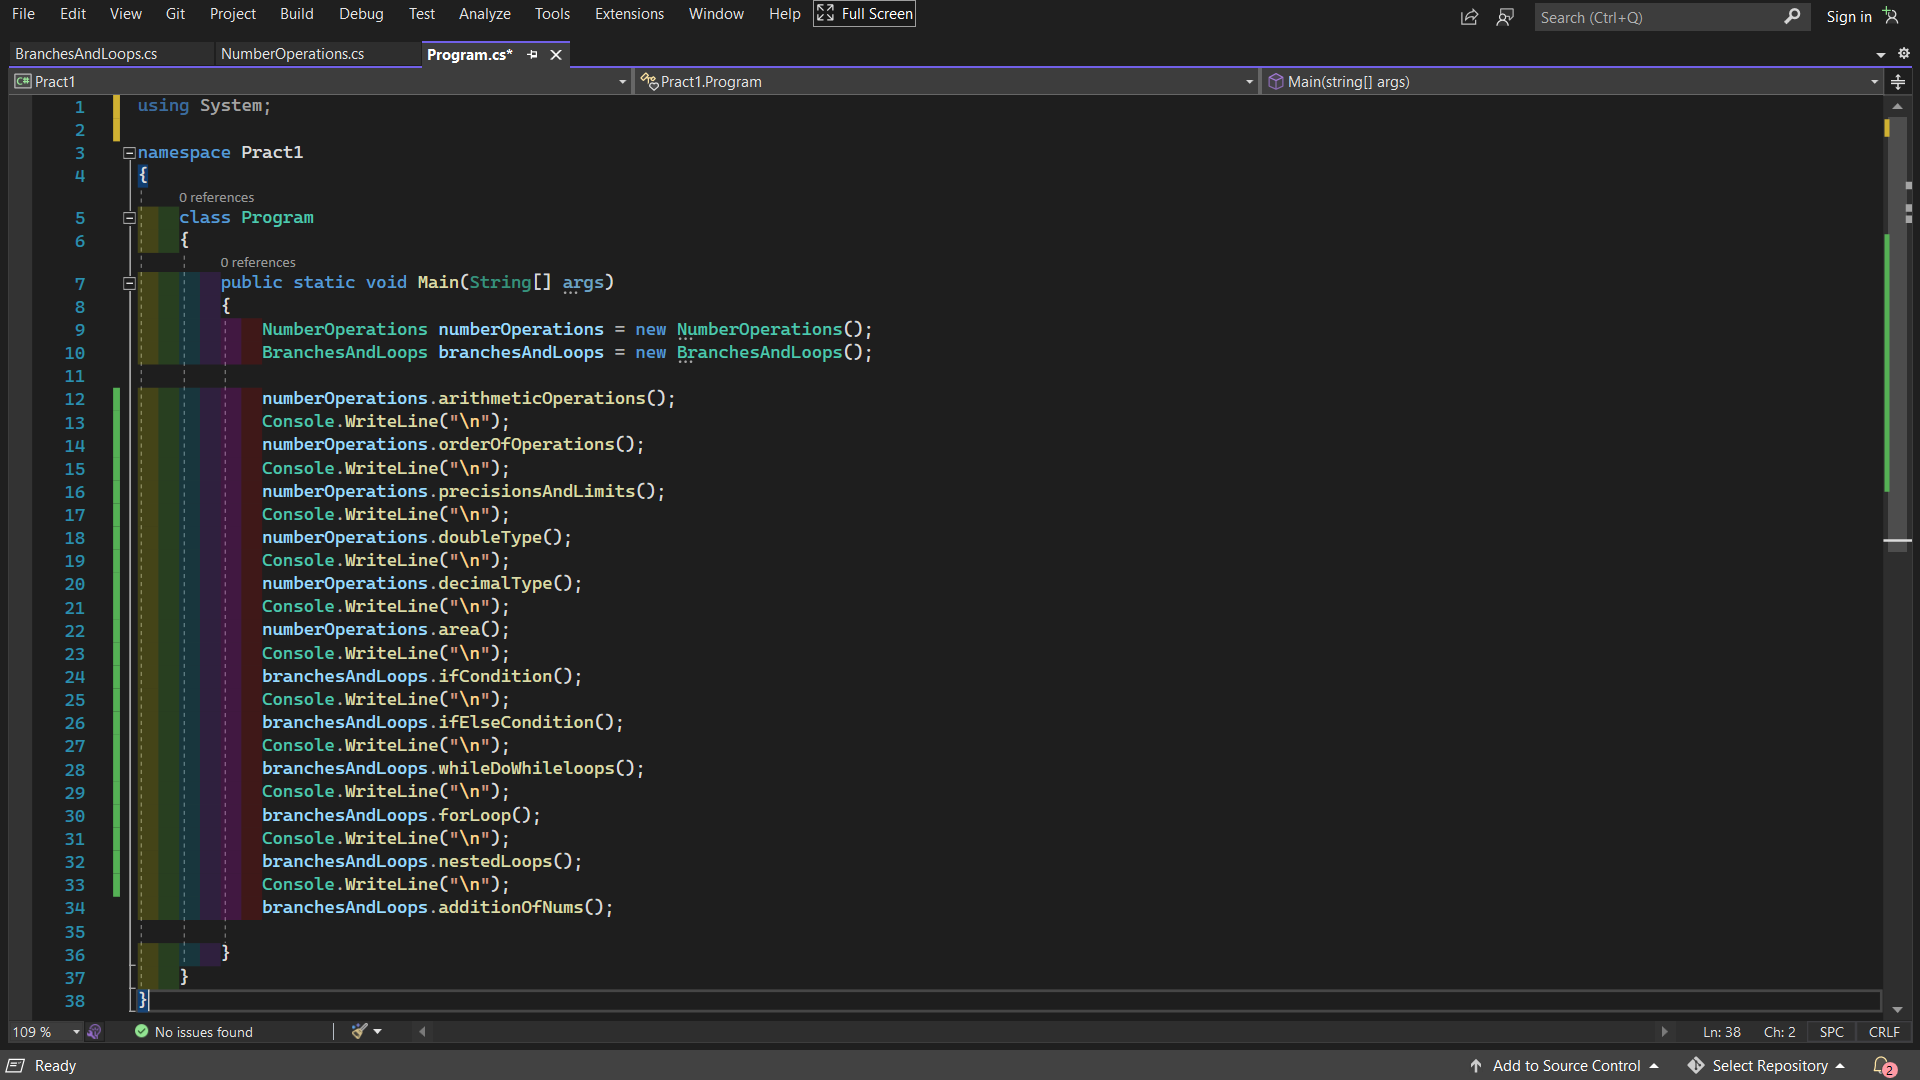 File Edit View Git Project Build Debug Test Analyze Tools Extensions Window Help Full Screen Search (Ctrl+Q) Sign in
BranchesAndLoops.cs NumberOperations.cs Program.cs*
C# Pract1 Pract1.Program Main(string[] args)
1 using System;
2
3 namespace Pract1
4 {
0 references
5 class Program
6 {
0 references
7 public static void Main(String[] args)
8 {
9 NumberOperations numberOperations = new NumberOperations();
10 BranchesAndLoops branchesAndLoops = new BranchesAndLoops();
11
12 numberOperations.arithmeticOperations();
13 Console.WriteLine("\n");
14 numberOperations.orderOfOperations();
15 Console.WriteLine("\n");
16 numberOperations.precisionsAndLimits();
17 Console.WriteLine("\n");
18 numberOperations.doubleType();
19 Console.WriteLine("\n");
20 numberOperations.decimalType();
21 Console.WriteLine("\n");
22 numberOperations.area();
23 Console.WriteLine("\n");
24 branchesAndLoops.ifCondition();
25 Console.WriteLine("\n");
26 branchesAndLoops.ifElseCondition();
27 Console.WriteLine("\n");
28 branchesAndLoops.whileDoWhileloops();
29 Console.WriteLine("\n");
30 branchesAndLoops.forLoop();
31 Console.WriteLine("\n");
32 branchesAndLoops.nestedLoops();
33 Console.WriteLine("\n");
34 branchesAndLoops.additionOfNums();
35
36 }
37 }
38 }
109 % No issues found Ln: 38 Ch: 2 SPC CRLF
Ready Add to Source Control Select Repository 2